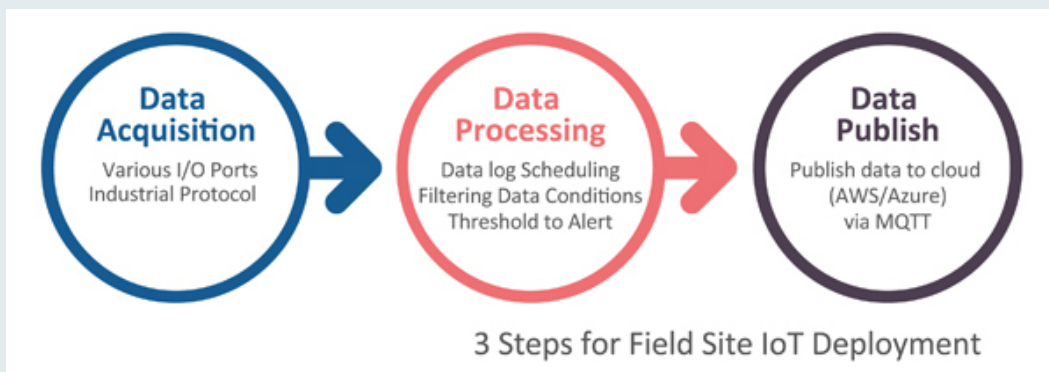 Data
Acquisition
Various I/O Ports
Industrial Protocol
Data
Processing
Data log Scheduling
Filtering Data Conditions
Threshold to Alert
Data
Publish
Publish data to cloud
(AWS/Azure)
via MQTT
3 Steps for Field Site IoT Deployment